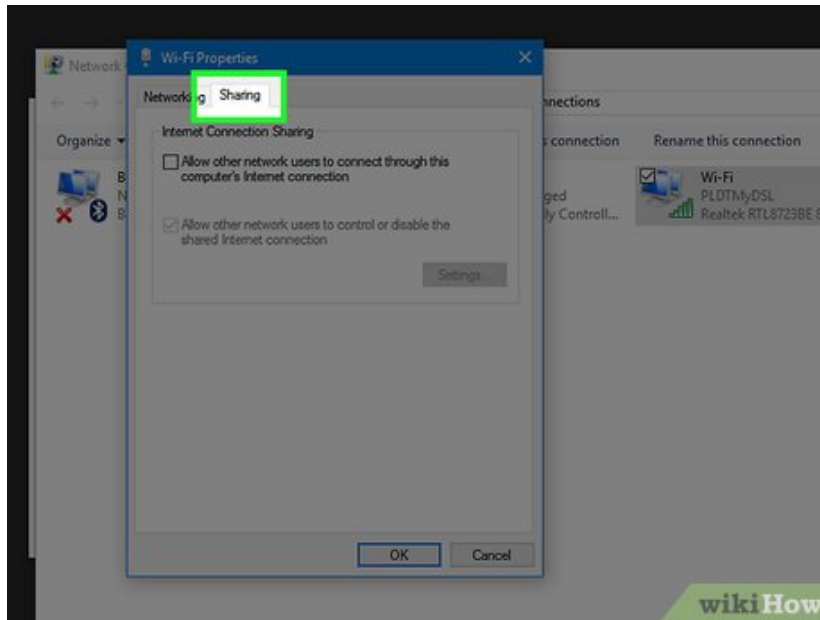 Network
Wi-Fi Properties
Networking
Sharing
nnections
Organize
s connection
Rename this connection
Internet Connection Sharing
Allow other network users to connect through this
computer's Internet connection
Allow other network users to control or disable the
shared Internet connection
Settings...
B
N
B
ged
ily Controll...
Wi-Fi
PLDTMyDSL
Realtek RTL8723BE 8
OK
Cancel
wikiHow